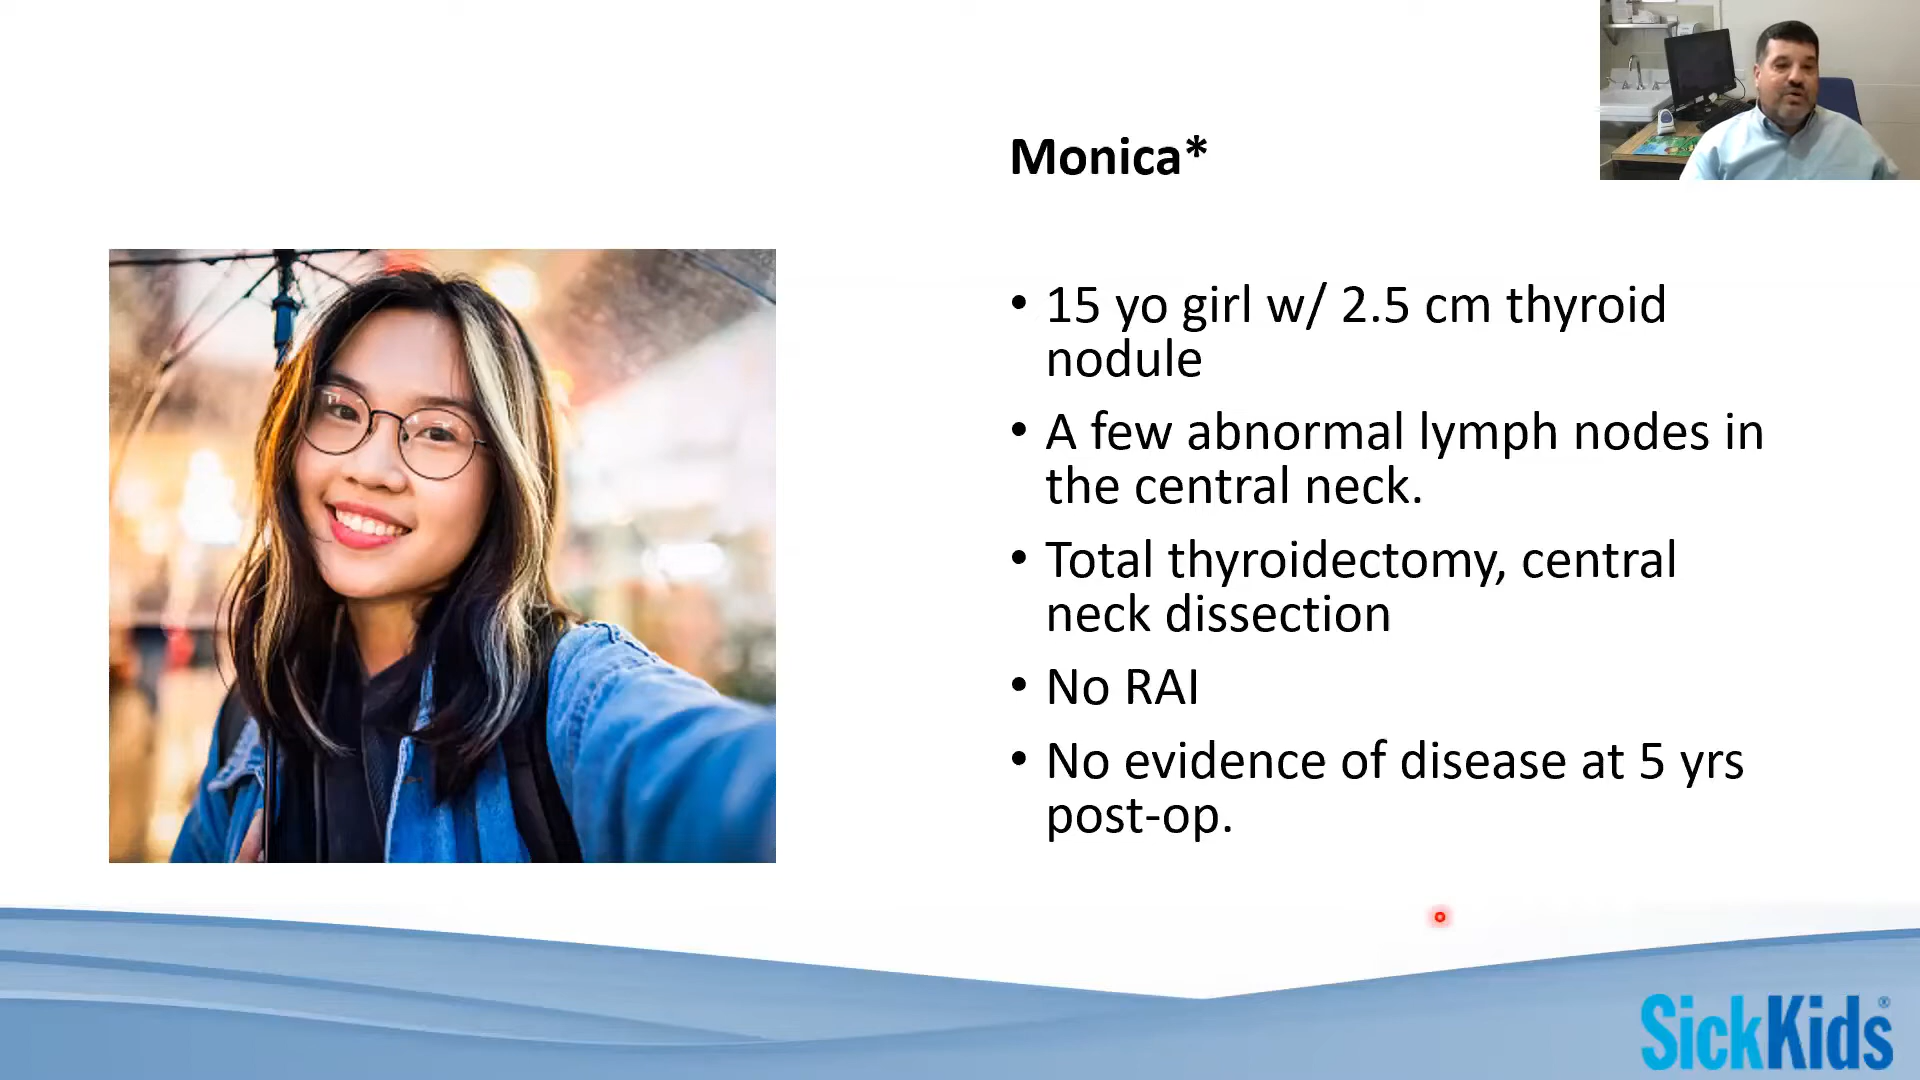 Monica*
• 15 yo girl w/ 2.5 cm thyroid
nodule
• A few abnormal lymph nodes in
the central neck.
• Total thyroidectomy, central
neck dissection
• No RAI
• No evidence of disease at 5 yrs
post-op.
SickKids®